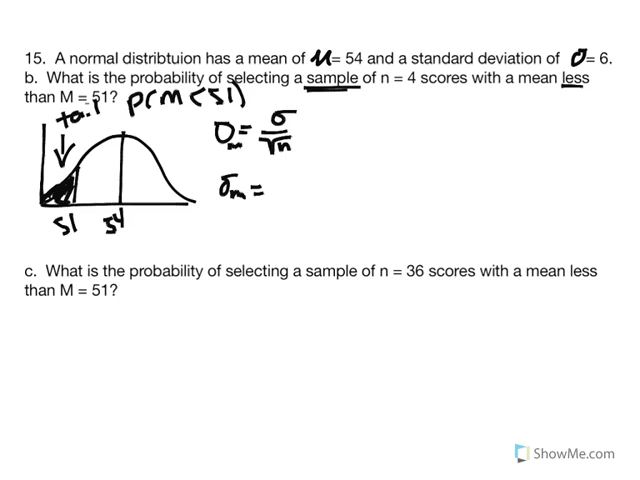 15. A normal distribtuion has a mean of μ = 54 and a standard deviation of σ = 6.
b. What is the probability of selecting a sample of n = 4 scores with a mean less
than M = 51? p(M < 51)
tail
σm = σ/√n
σm =
51 54
c. What is the probability of selecting a sample of n = 36 scores with a mean less
than M = 51?
ShowMe.com